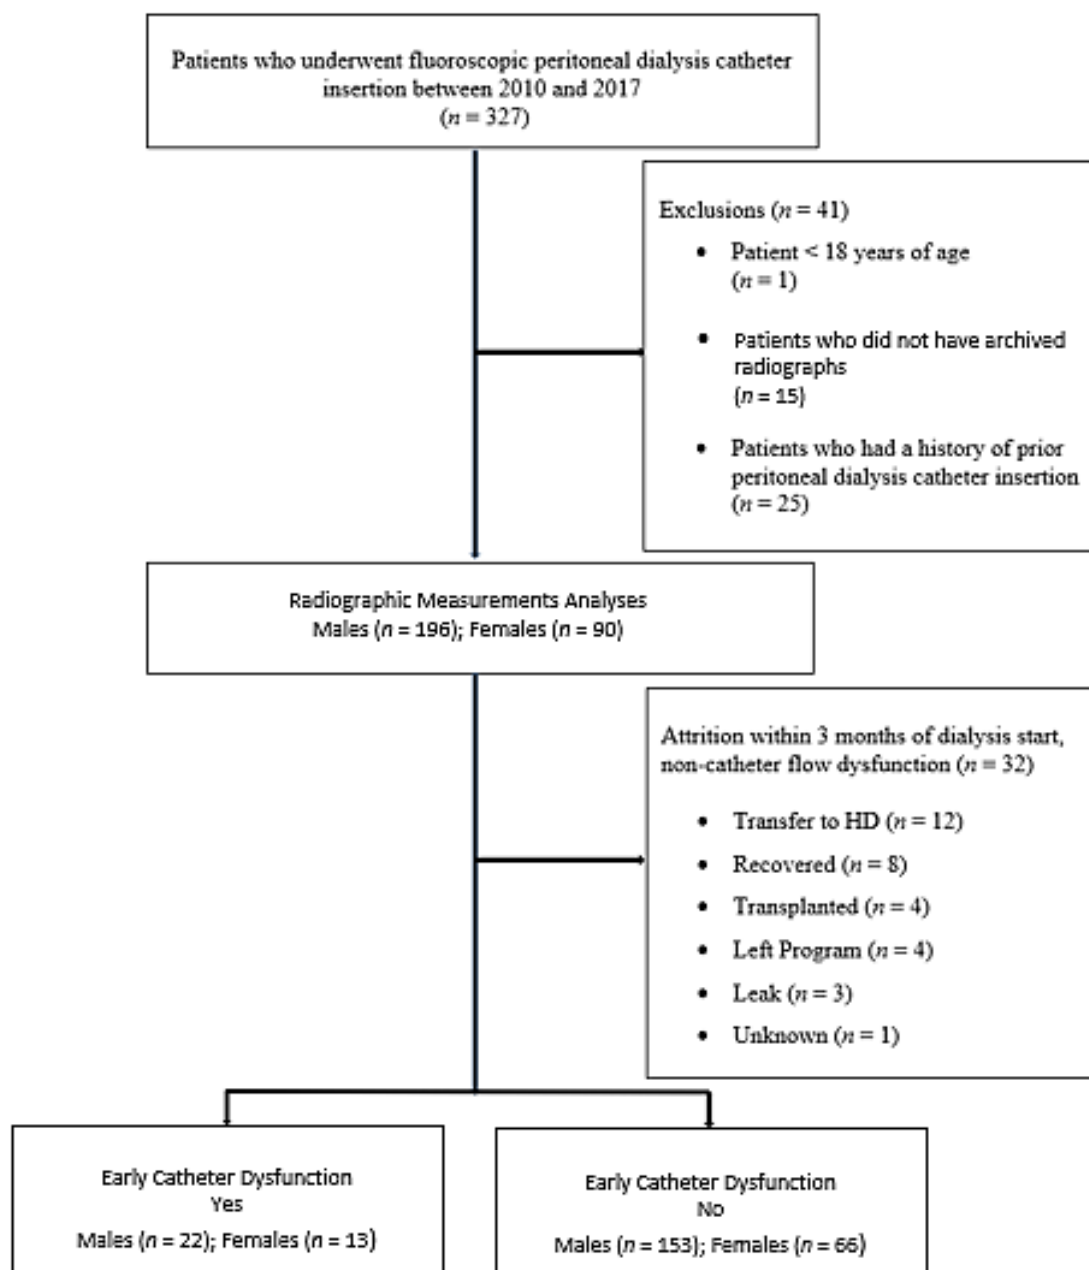 Patients who underwent fluoroscopic peritoneal dialysis catheter
insertion between 2010 and 2017
(n = 327)
Exclusions (n = 41)
• Patient < 18 years of age
(n = 1)
• Patients who did not have archived
radiographs
(n = 15)
• Patients who had a history of prior
peritoneal dialysis catheter insertion
(n = 25)
Radiographic Measurements Analyses
Males (n = 196); Females (n = 90)
Attrition within 3 months of dialysis start,
non-catheter flow dysfunction (n = 32)
• Transfer to HD (n = 12)
• Recovered (n = 8)
• Transplanted (n = 4)
• Left Program (n = 4)
• Leak (n = 3)
• Unknown (n = 1)
Early Catheter Dysfunction
Yes
Males (n = 22); Females (n = 13)
Early Catheter Dysfunction
No
Males (n = 153); Females (n = 66)